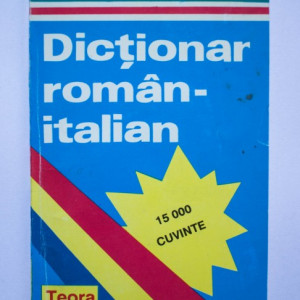 Dicționar
român-
italian
15 000
CUVINTE
Teora